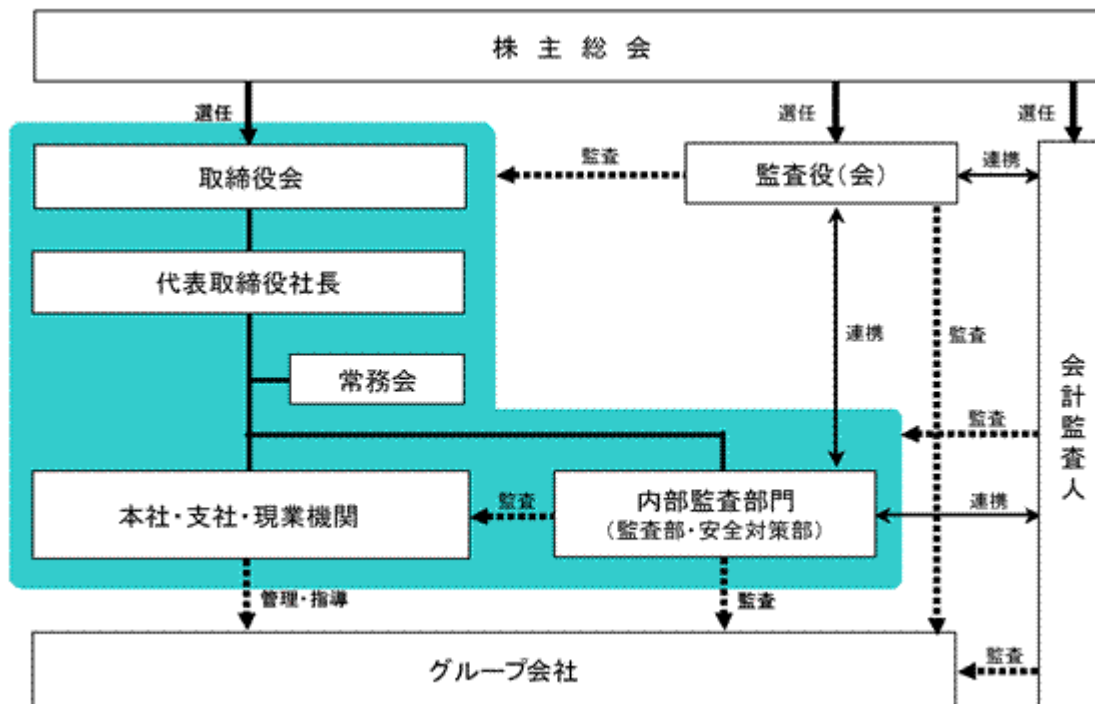 株主総会
選任
選任
選任
取締役会
監査
監査役(会)
連携
代表取締役社長
連携
監査
常務会
会計監査人
監査
本社・支社・現業機関
監査
内部監査部門
(監査部・安全対策部)
連携
管理・指導
監査
グループ会社
監査